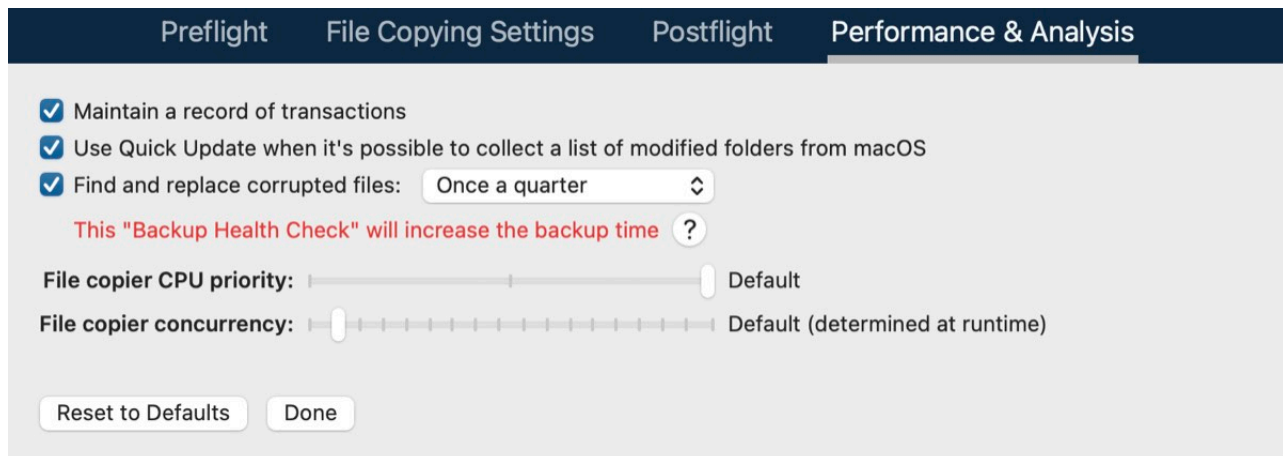 Preflight File Copying Settings Postflight Performance & Analysis
Maintain a record of transactions
Use Quick Update when it's possible to collect a list of modified folders from macOS
Find and replace corrupted files: Once a quarter
This "Backup Health Check" will increase the backup time ?
File copier CPU priority: Default
File copier concurrency: Default (determined at runtime)
Reset to Defaults Done